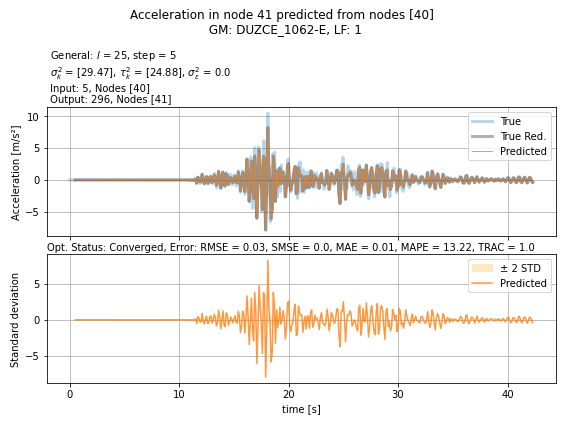 Acceleration in node 41 predicted from nodes [40]
GM: DUZCE_1062-E, LF: 1
General: l = 25, step = 5
σ²ₖ = [29.47], τ²ₖ = [24.88], σ²ε = 0.0
Input: 5, Nodes [40]
Output: 296, Nodes [41]
10
5
0
−5
Acceleration [m/s²]
True
True Red.
Predicted
Opt. Status: Converged, Error: RMSE = 0.03, SMSE = 0.0, MAE = 0.01, MAPE = 13.22, TRAC = 1.0
5
0
−5
Standard deviation
± 2 STD
Predicted
0 10 20 30 40
time [s]